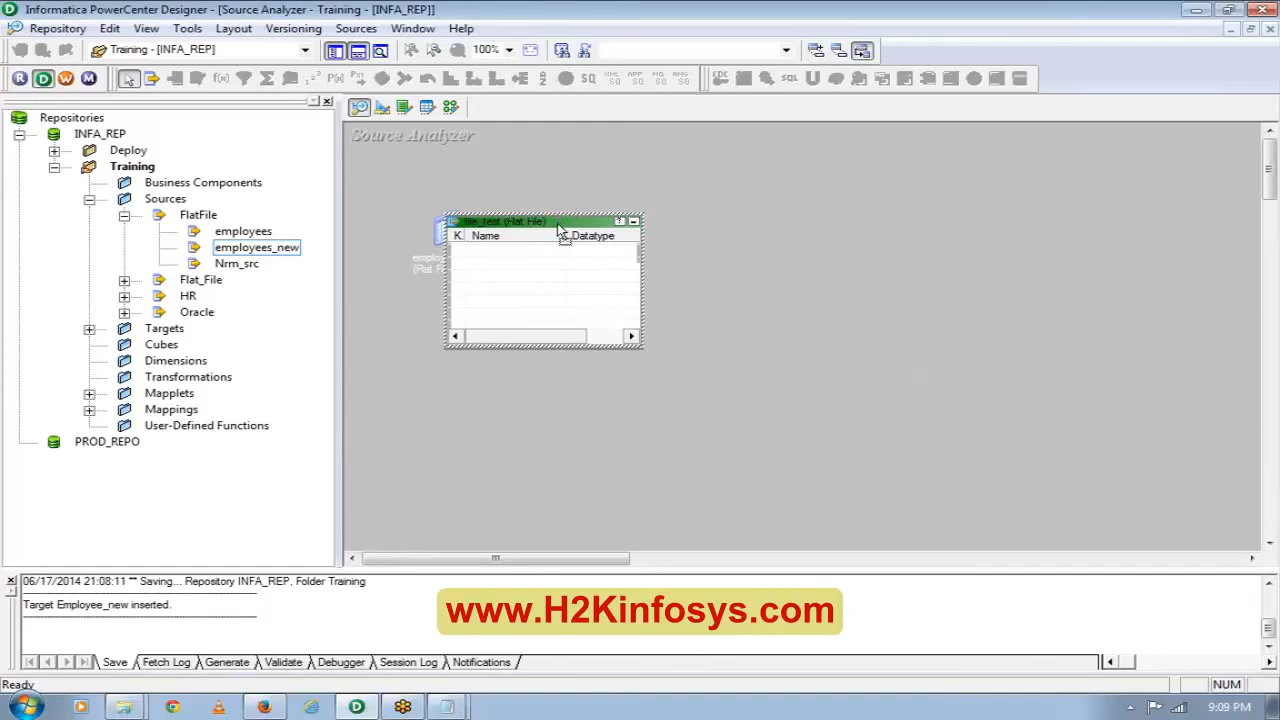 Informatica PowerCenter Designer - [Source Analyzer - Training - [INFA_REP]]
Repository Edit View Tools Layout Versioning Sources Window Help
Training - [INFA_REP]
100%
R D W M
Repositories
INFA_REP
Deploy
Training
Business Components
Sources
FlatFile
employees
employees_new
Nrm_src
Flat_File
HR
Oracle
Targets
Cubes
Dimensions
Transformations
Mapplets
Mappings
User-Defined Functions
PROD_REPO
Source Analyzer
file_test (Flat File)
K. Name Datatype
06/17/2014 21:08:11 ** Saving... Repository INFA_REP, Folder Training
Target Employee_new inserted.
www.H2Kinfosys.com
Save Fetch Log Generate Validate Debugger Session Log Notifications
Ready
NUM
9:09 PM